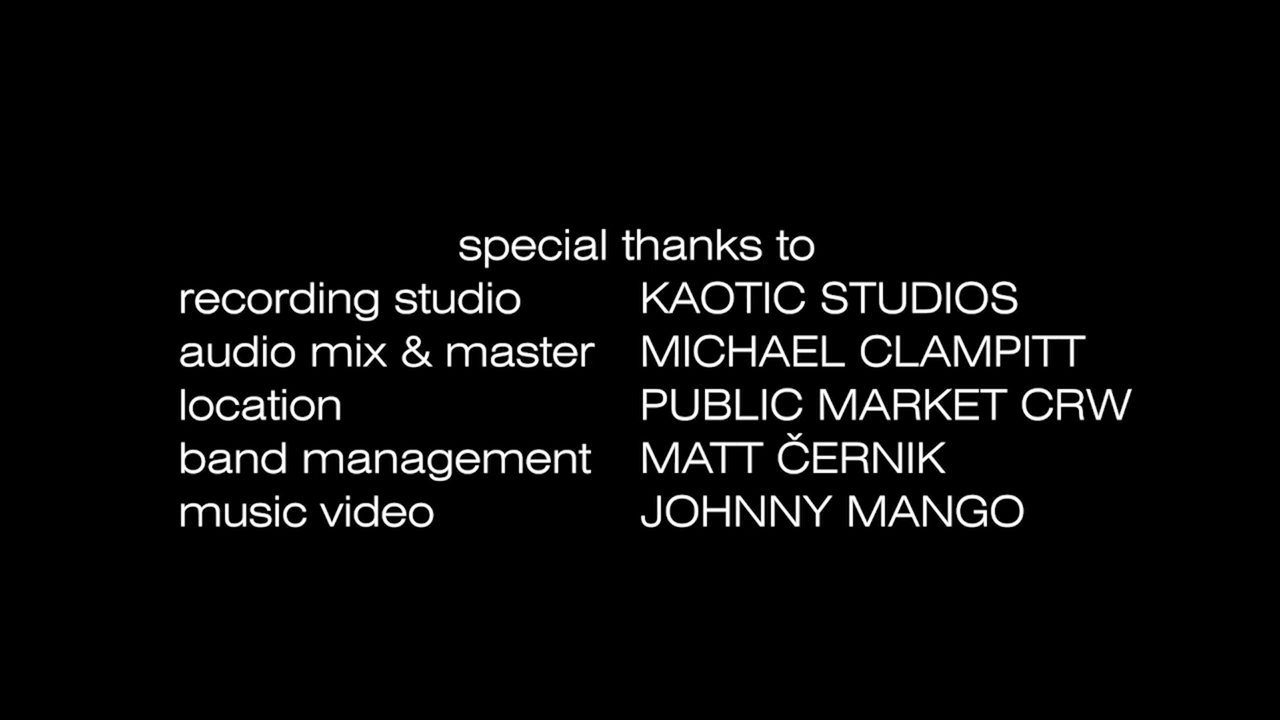 special thanks to
recording studio KAOTIC STUDIOS
audio mix & master MICHAEL CLAMPITT
location PUBLIC MARKET CRW
band management MATT ČERNIK
music video JOHNNY MANGO